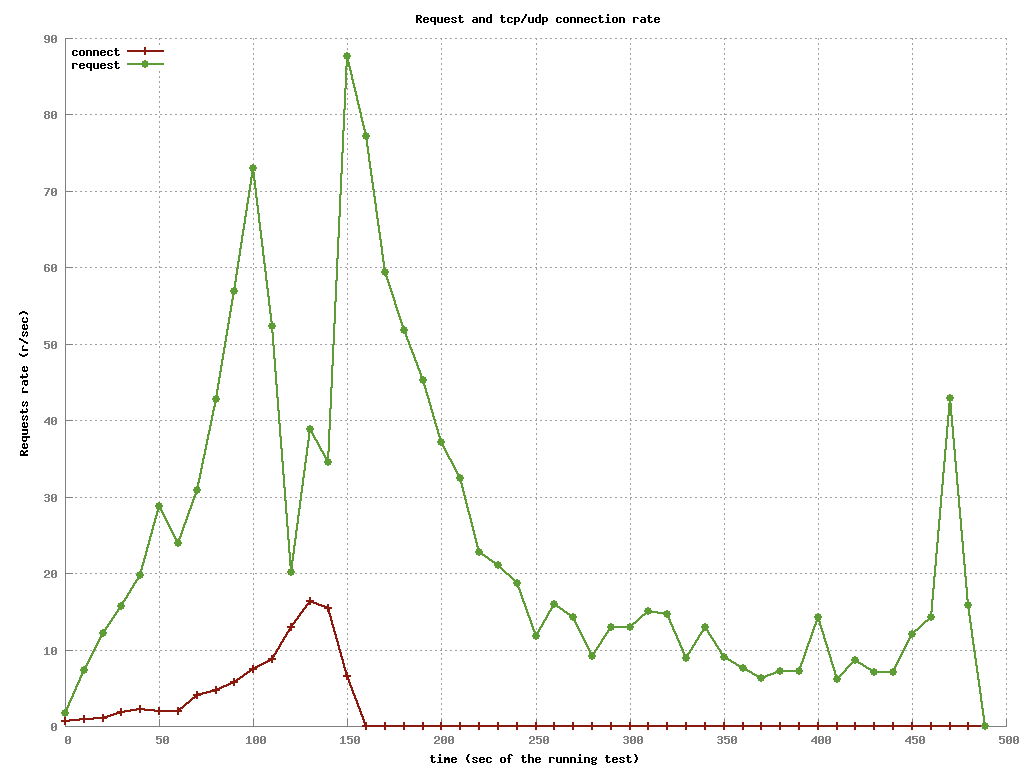 Request and tcp/udp connection rate
90
connect
request
80
70
60
50
Requests rate (r/sec)
40
30
20
10
0
0 50 100 150 200 250 300 350 400 450 500
time (sec of the running test)